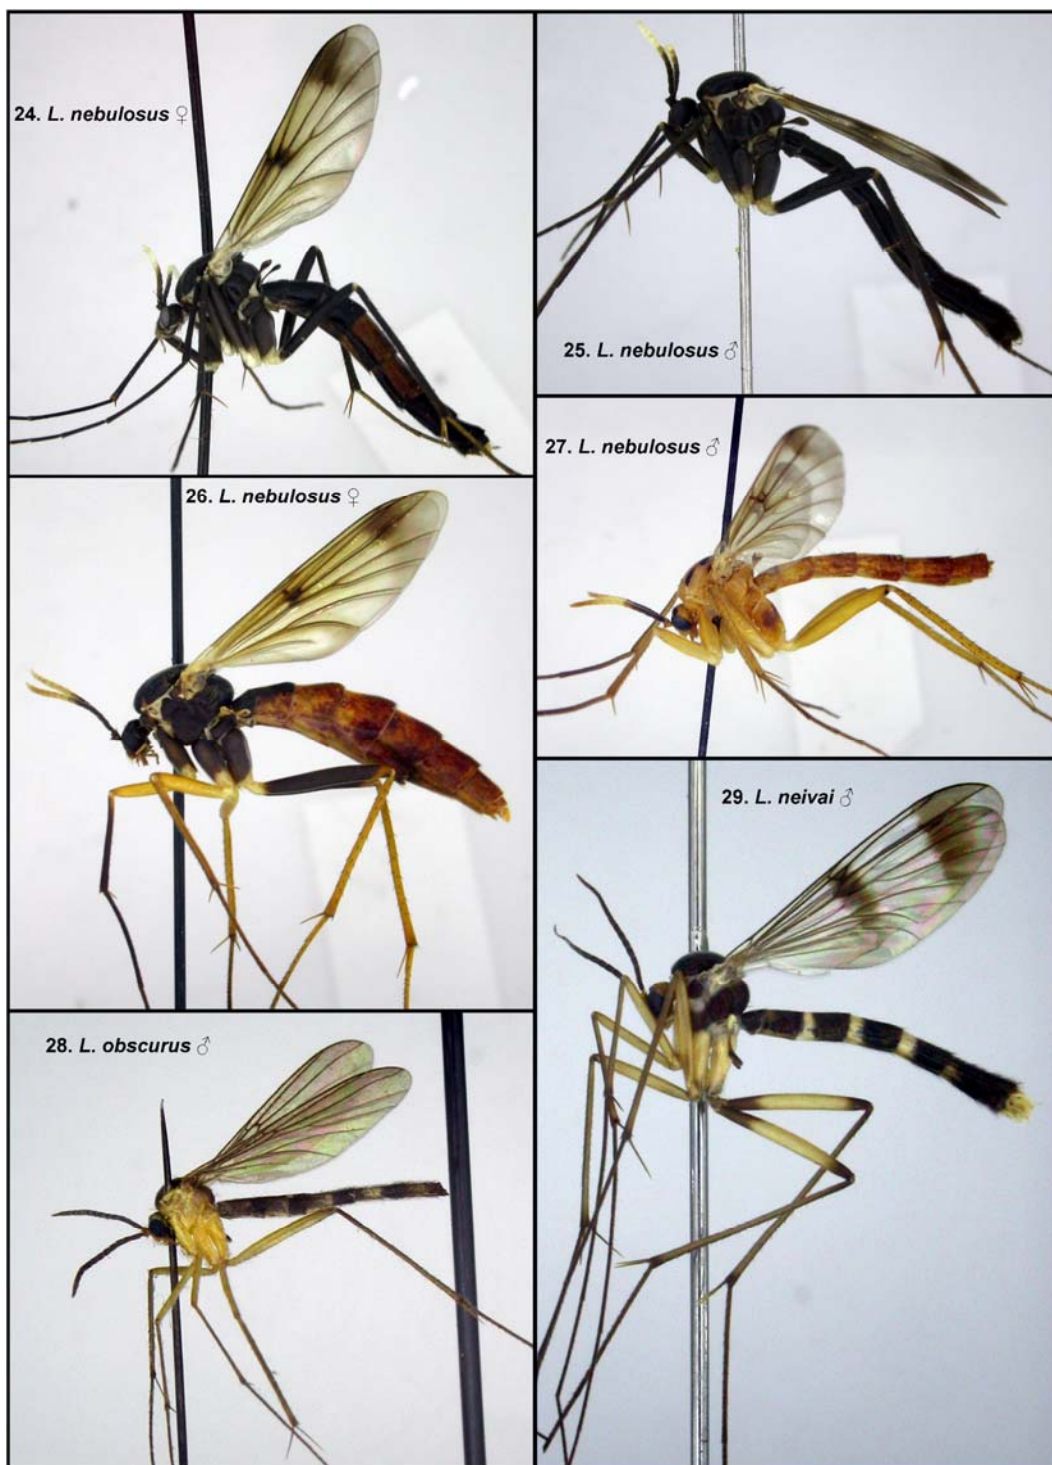 24. L. nebulosus ♀
25. L. nebulosus ♂
26. L. nebulosus ♀
27. L. nebulosus ♂
28. L. obscurus ♂
29. L. neivai ♂